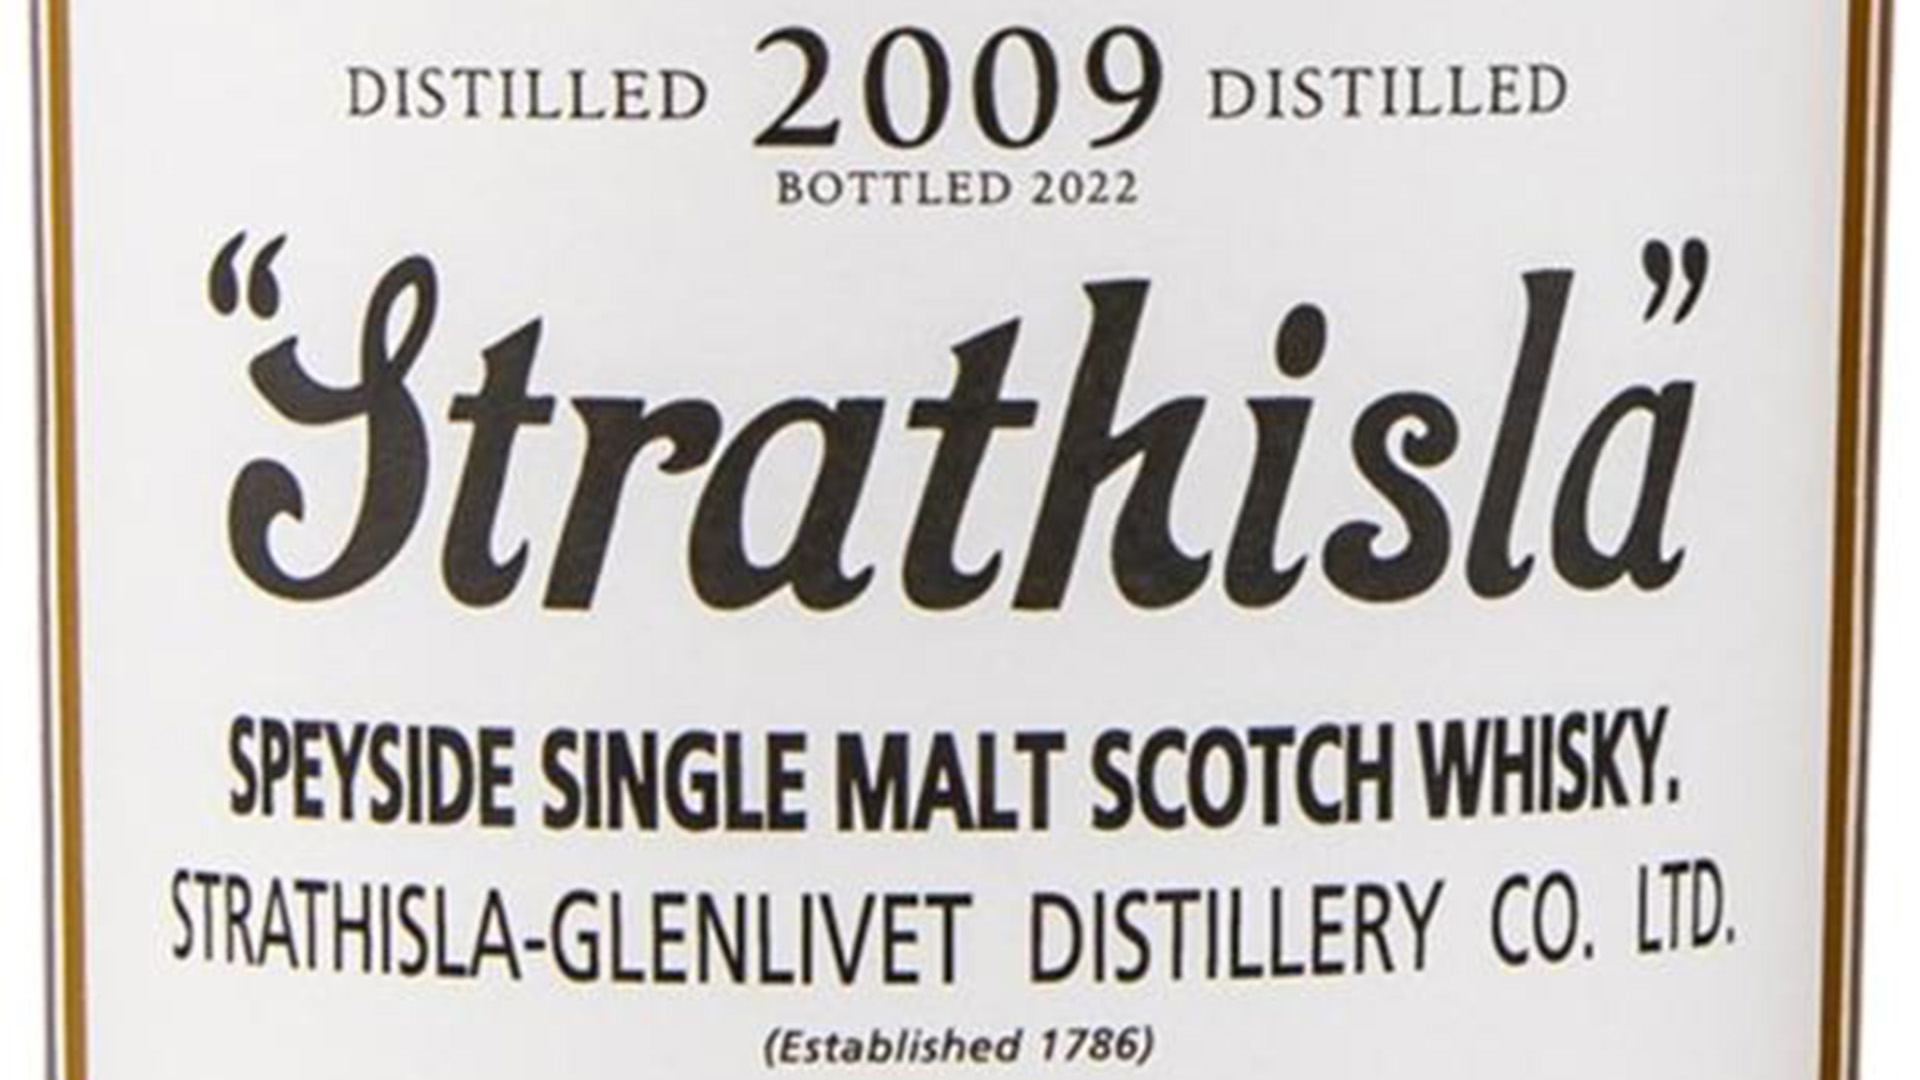 DISTILLED 2009 DISTILLED
BOTTLED 2022
“Strathisla”
SPEYSIDE SINGLE MALT SCOTCH WHISKY.
STRATHISLA-GLENLIVET DISTILLERY CO. LTD.
(Established 1786)